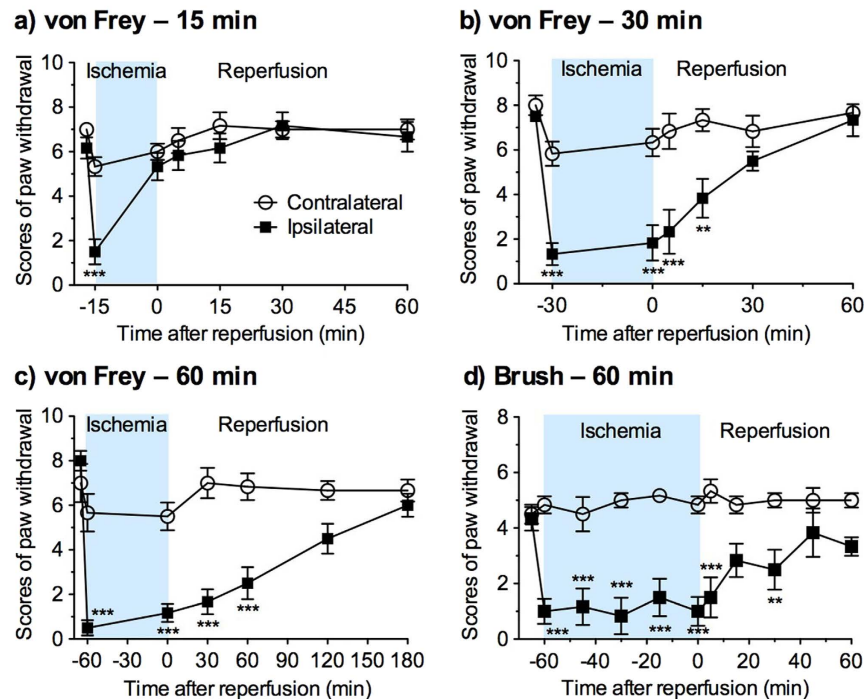 a) von Frey – 15 min
Ischemia Reperfusion
Scores of paw withdrawal
10
8
6
4
2
0
Contralateral
Ipsilateral
***
-15 0 15 30 45 60
Time after reperfusion (min)
b) von Frey – 30 min
Ischemia Reperfusion
Scores of paw withdrawal
10
8
6
4
2
0
*** *** *** **
-30 0 30 60
Time after reperfusion (min)
c) von Frey – 60 min
Ischemia Reperfusion
Scores of paw withdrawal
10
8
6
4
2
0
*** *** *** ***
-60 -30 0 30 60 90 120 150 180
Time after reperfusion (min)
d) Brush – 60 min
Ischemia Reperfusion
Scores of paw withdrawal
8
6
4
2
0
*** *** *** *** *** *** **
-60 -40 -20 0 20 40 60
Time after reperfusion (min)